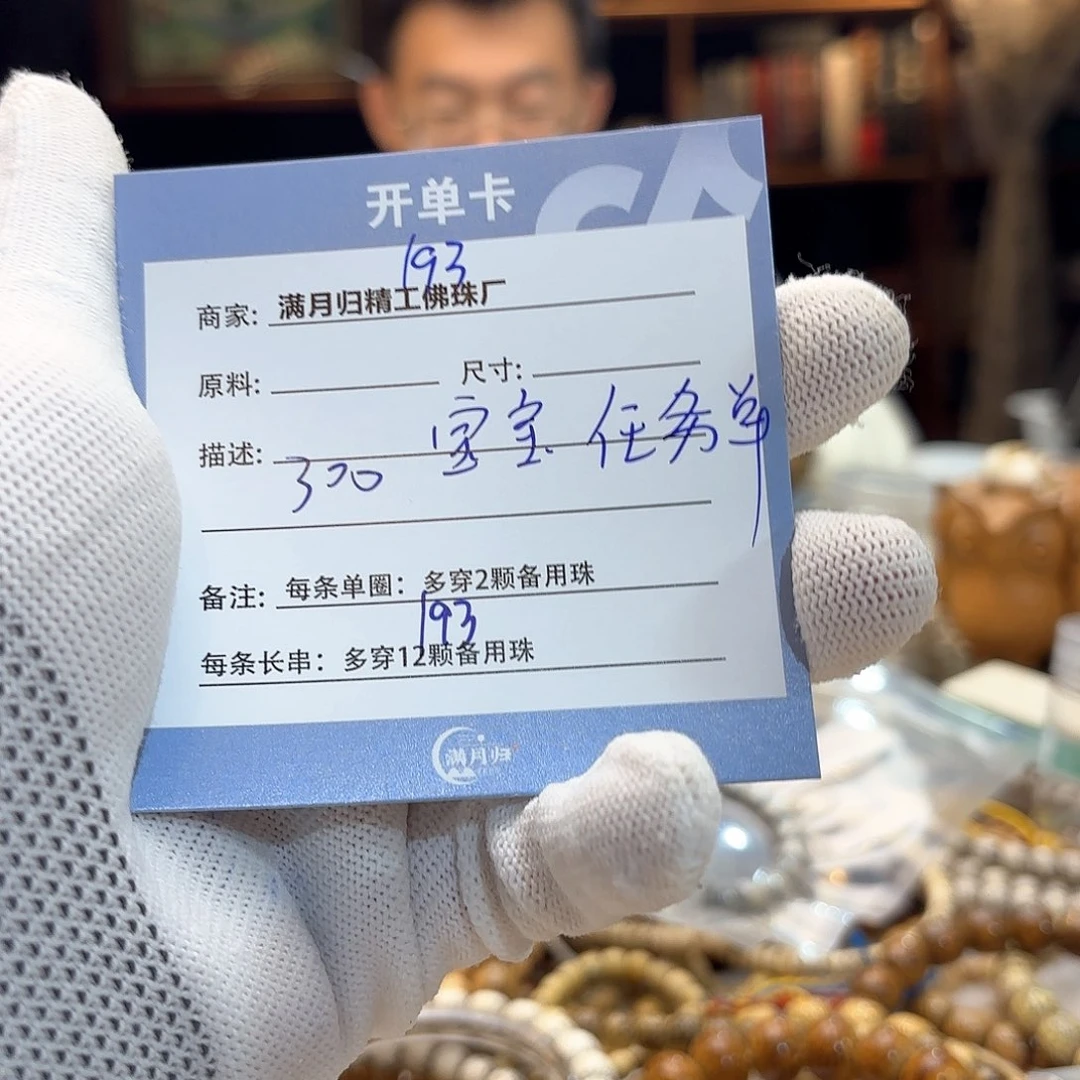 开单卡
193
商家: 满月归精工佛珠厂
原料: 尺寸:
描述: 300 宝宝 任务单
备注: 每条单圈：多穿2颗备用珠
193
每条长串：多穿12颗备用珠
满月归